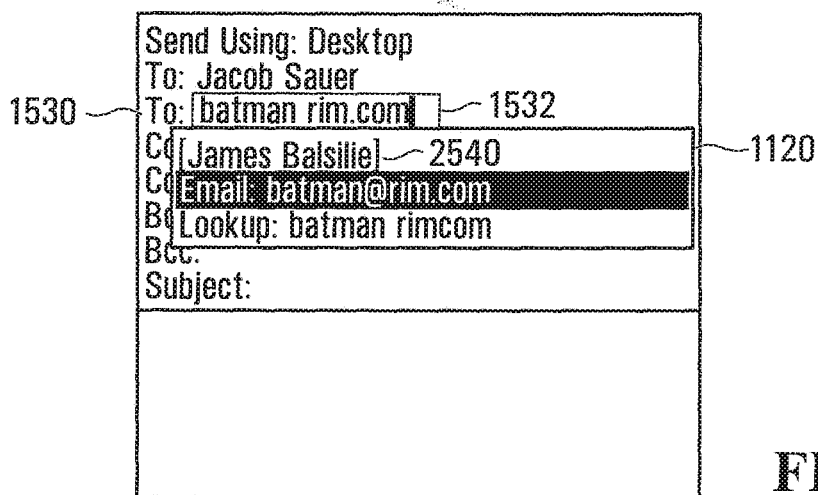 Send Using: Desktop
To: Jacob Sauer
1530 To: batman rim.com 1532
[James Balsilie] 2540 1120
Email: batman@rim.com
Lookup: batman rimcom
Bcc:
Subject: